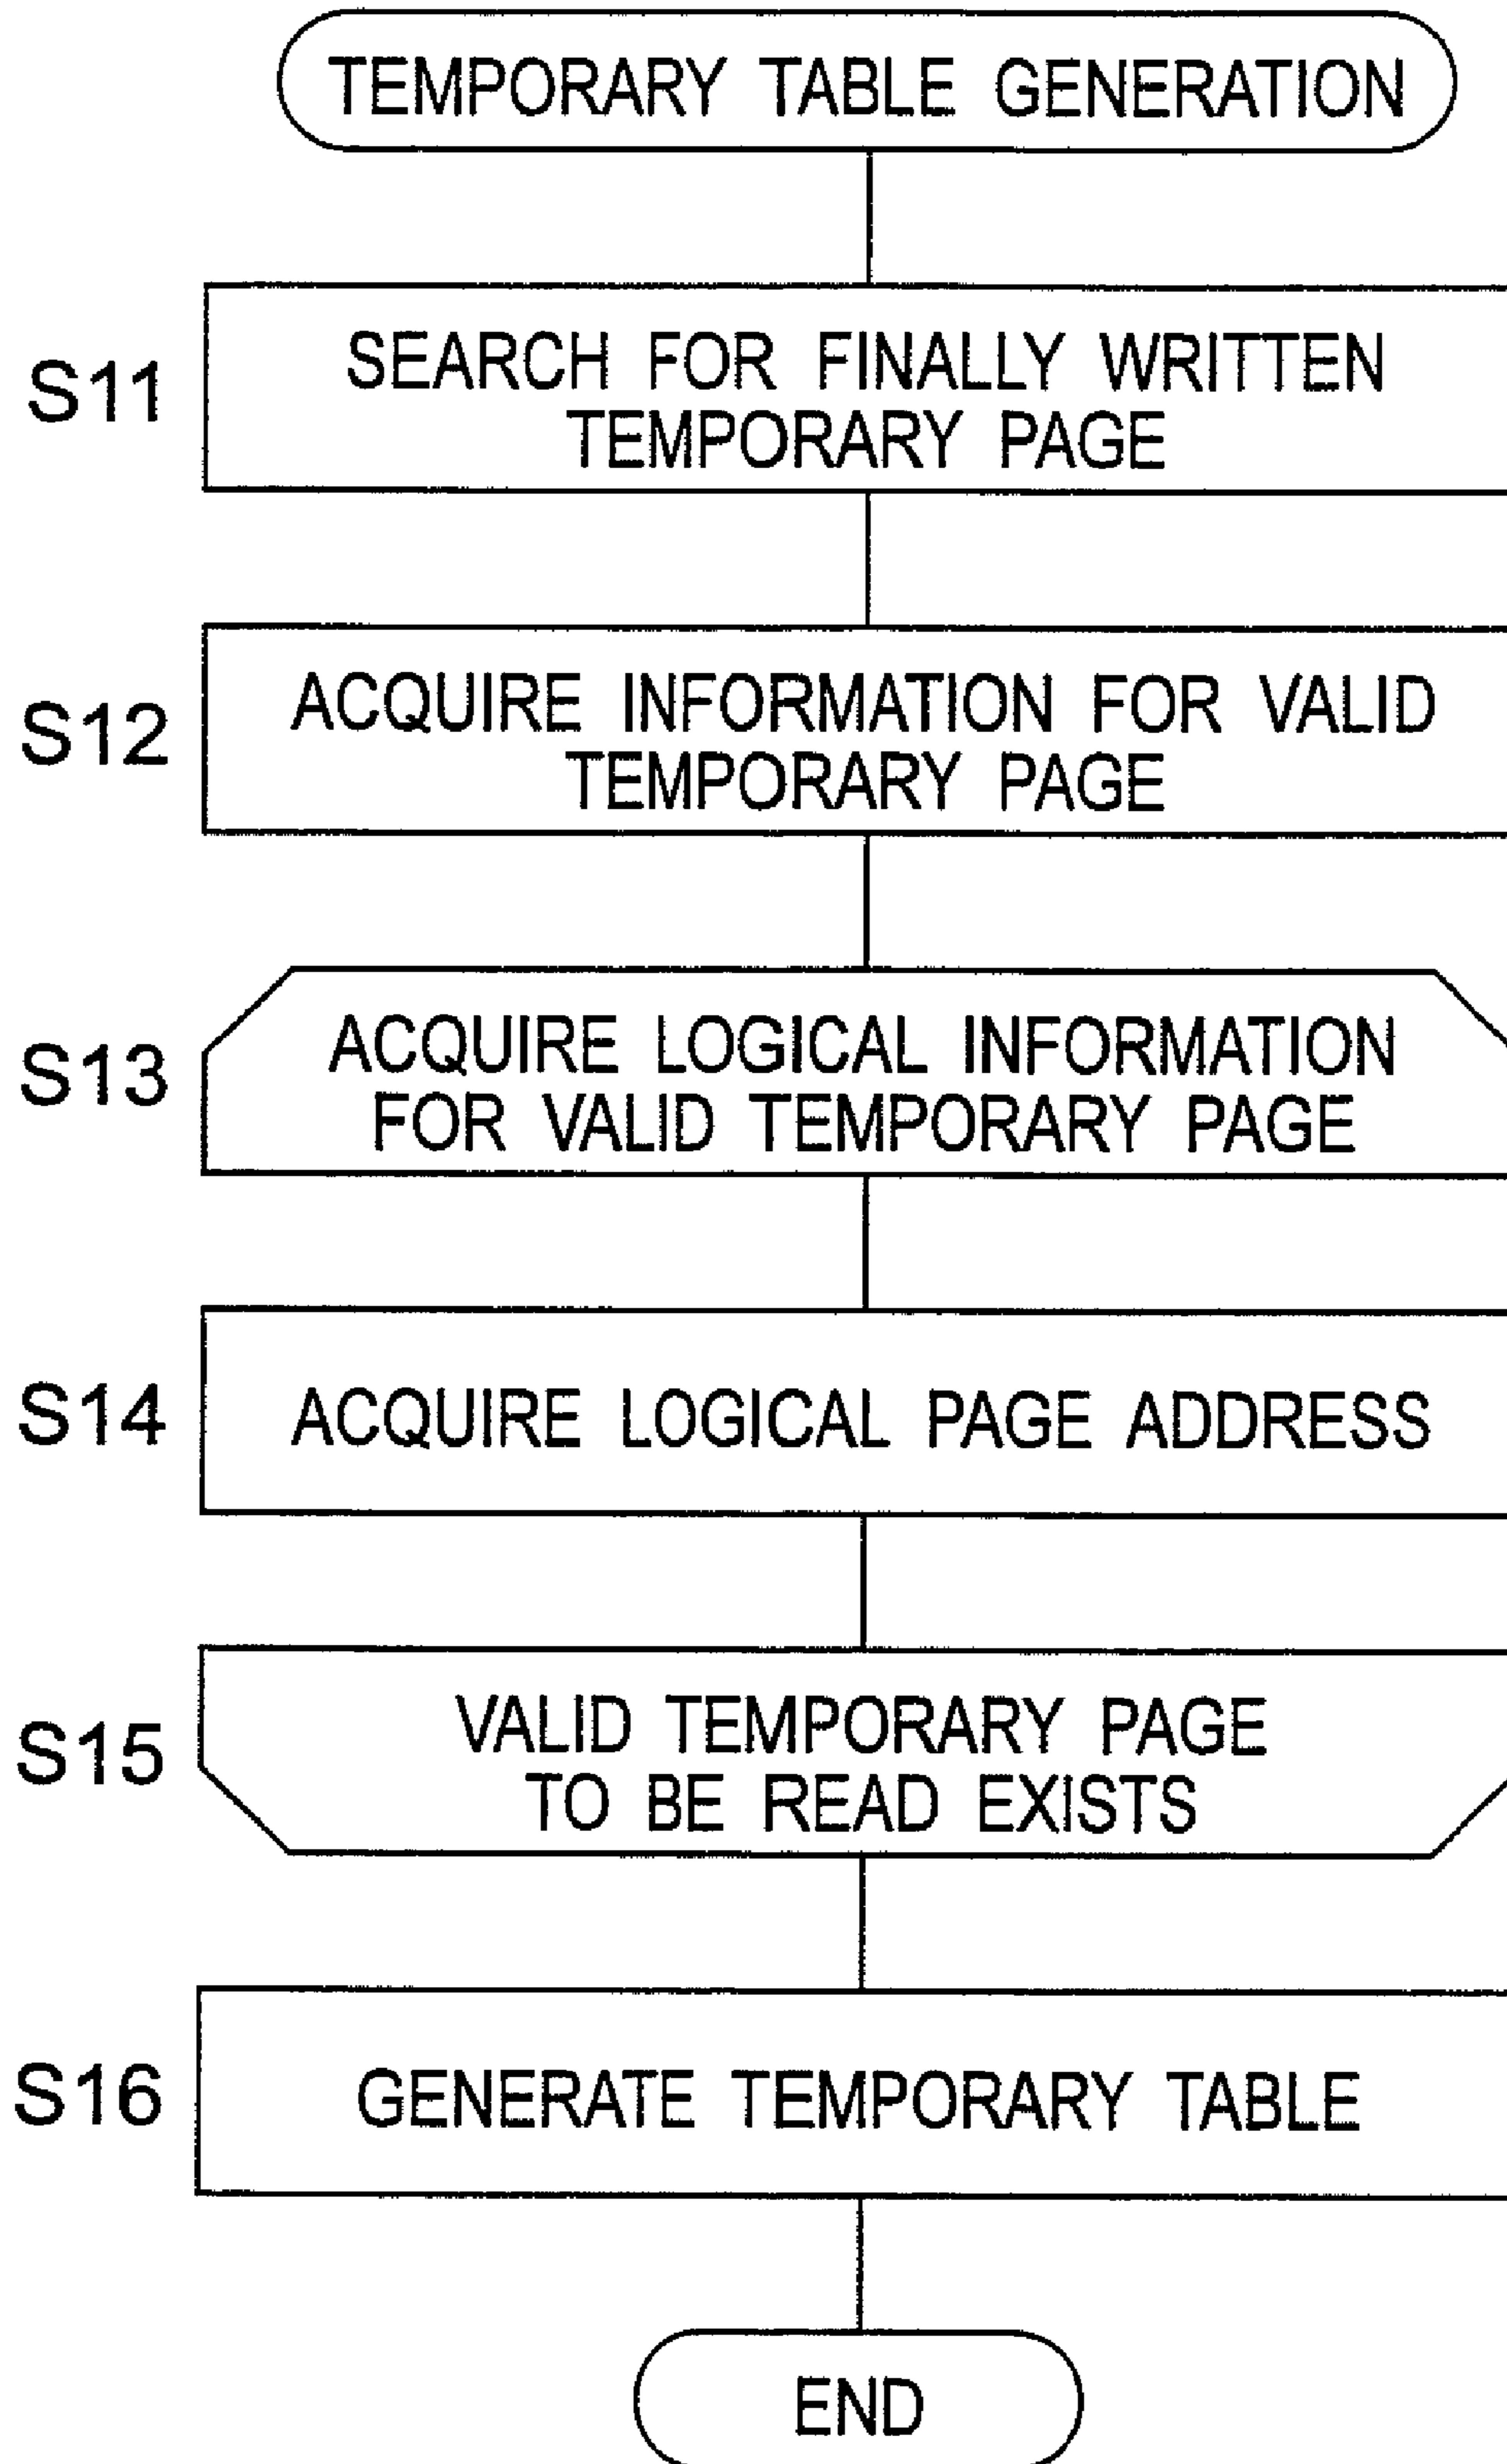 TEMPORARY TABLE GENERATION
S11
SEARCH FOR FINALLY WRITTEN
TEMPORARY PAGE
S12
ACQUIRE INFORMATION FOR VALID
TEMPORARY PAGE
S13
ACQUIRE LOGICAL INFORMATION
FOR VALID TEMPORARY PAGE
S14
ACQUIRE LOGICAL PAGE ADDRESS
S15
VALID TEMPORARY PAGE
TO BE READ EXISTS
S16
GENERATE TEMPORARY TABLE
END